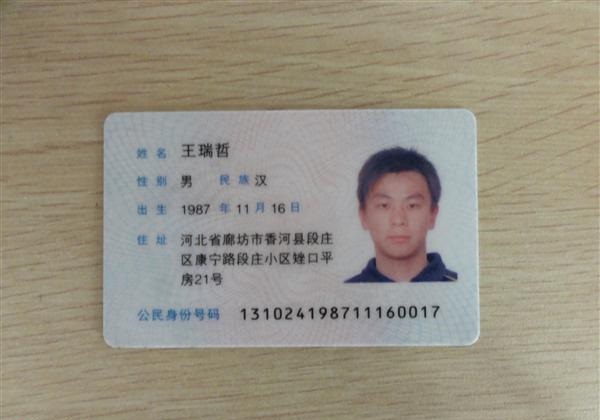 姓名 王瑞哲
性别 男 民族 汉
出生 1987 年 11 月 16 日
住址 河北省廊坊市香河县段庄
区康宁路段庄小区矬口平
房21号
公民身份号码 131024198711160017